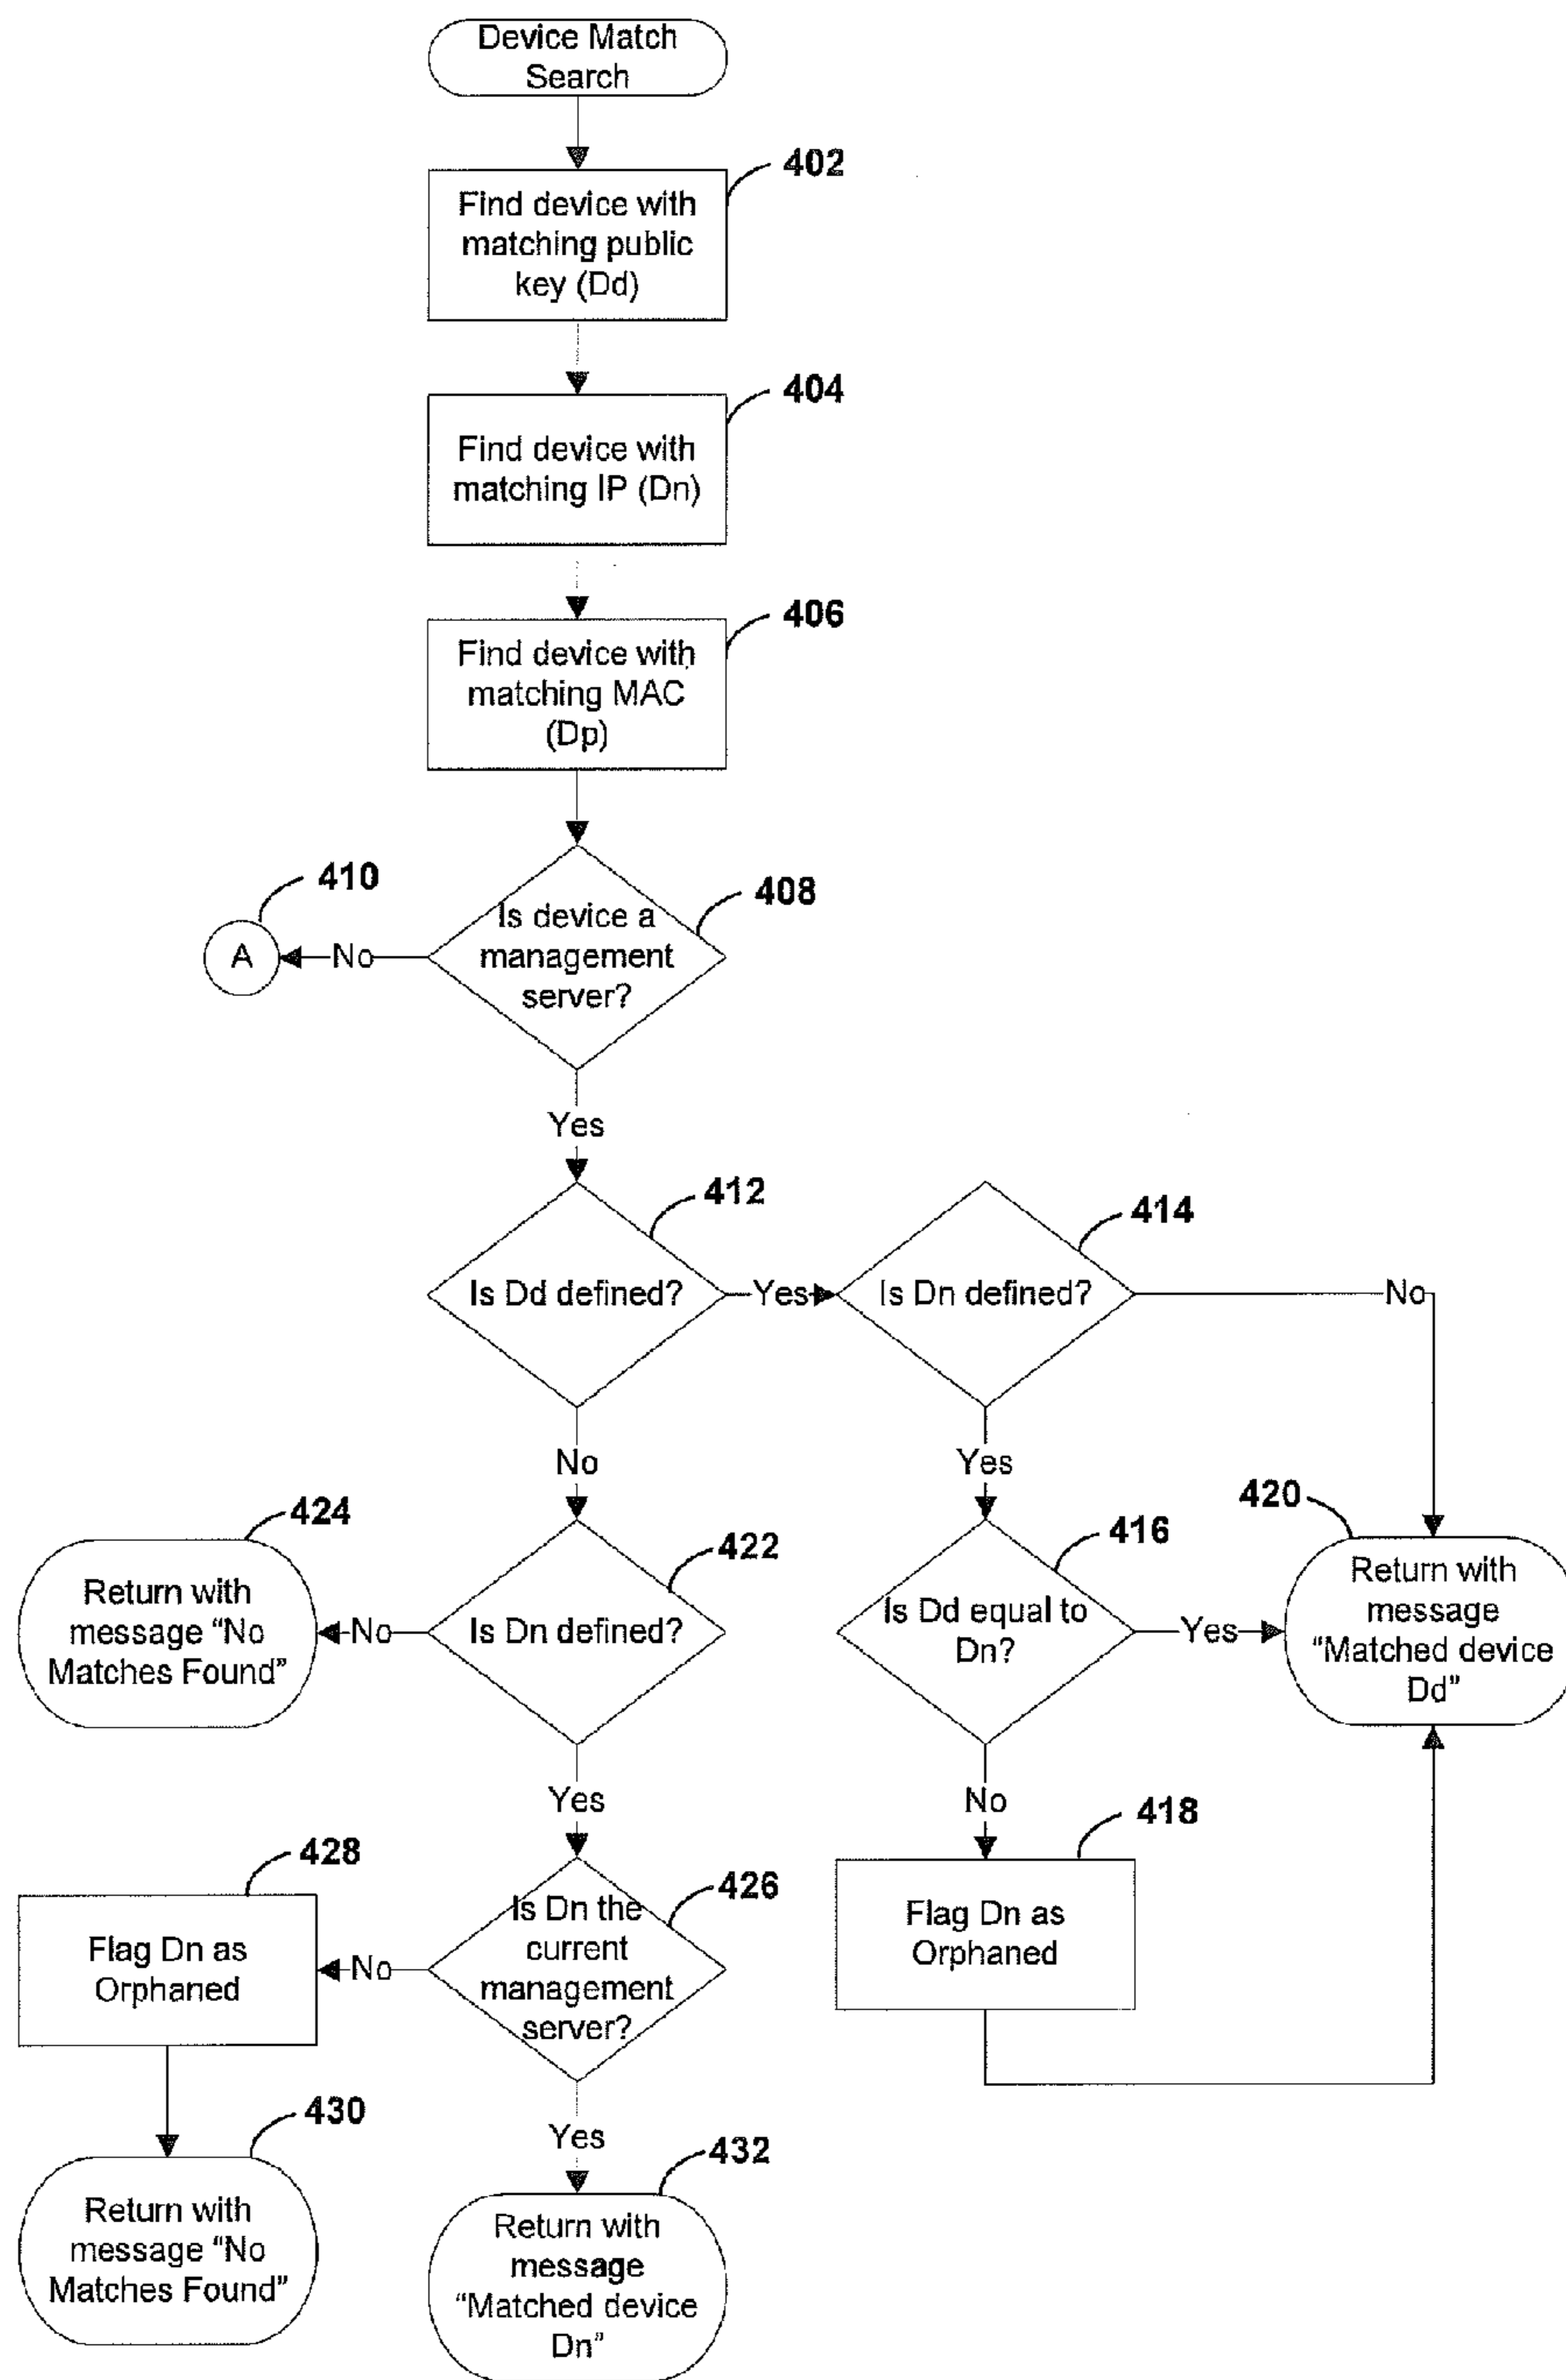 Device Match
Search
402
Find device with
matching public
key (Dd)
404
Find device with
matching IP (Dn)
406
Find device with
matching MAC
(Dp)
410
408
A
No
Is device a
management
server?
Yes
412
414
Is Dd defined?
Yes
Is Dn defined?
No
No
Yes
424
422
416
420
Return with
message “No
Matches Found”
No
Is Dn defined?
Is Dd equal to
Dn?
Yes
Return with
message
“Matched device
Dd”
Yes
No
428
426
418
Flag Dn as
Orphaned
No
Is Dn the
current
management
server?
Flag Dn as
Orphaned
430
Yes
432
Return with
message “No
Matches Found”
Return with
message
“Matched device
Dn”